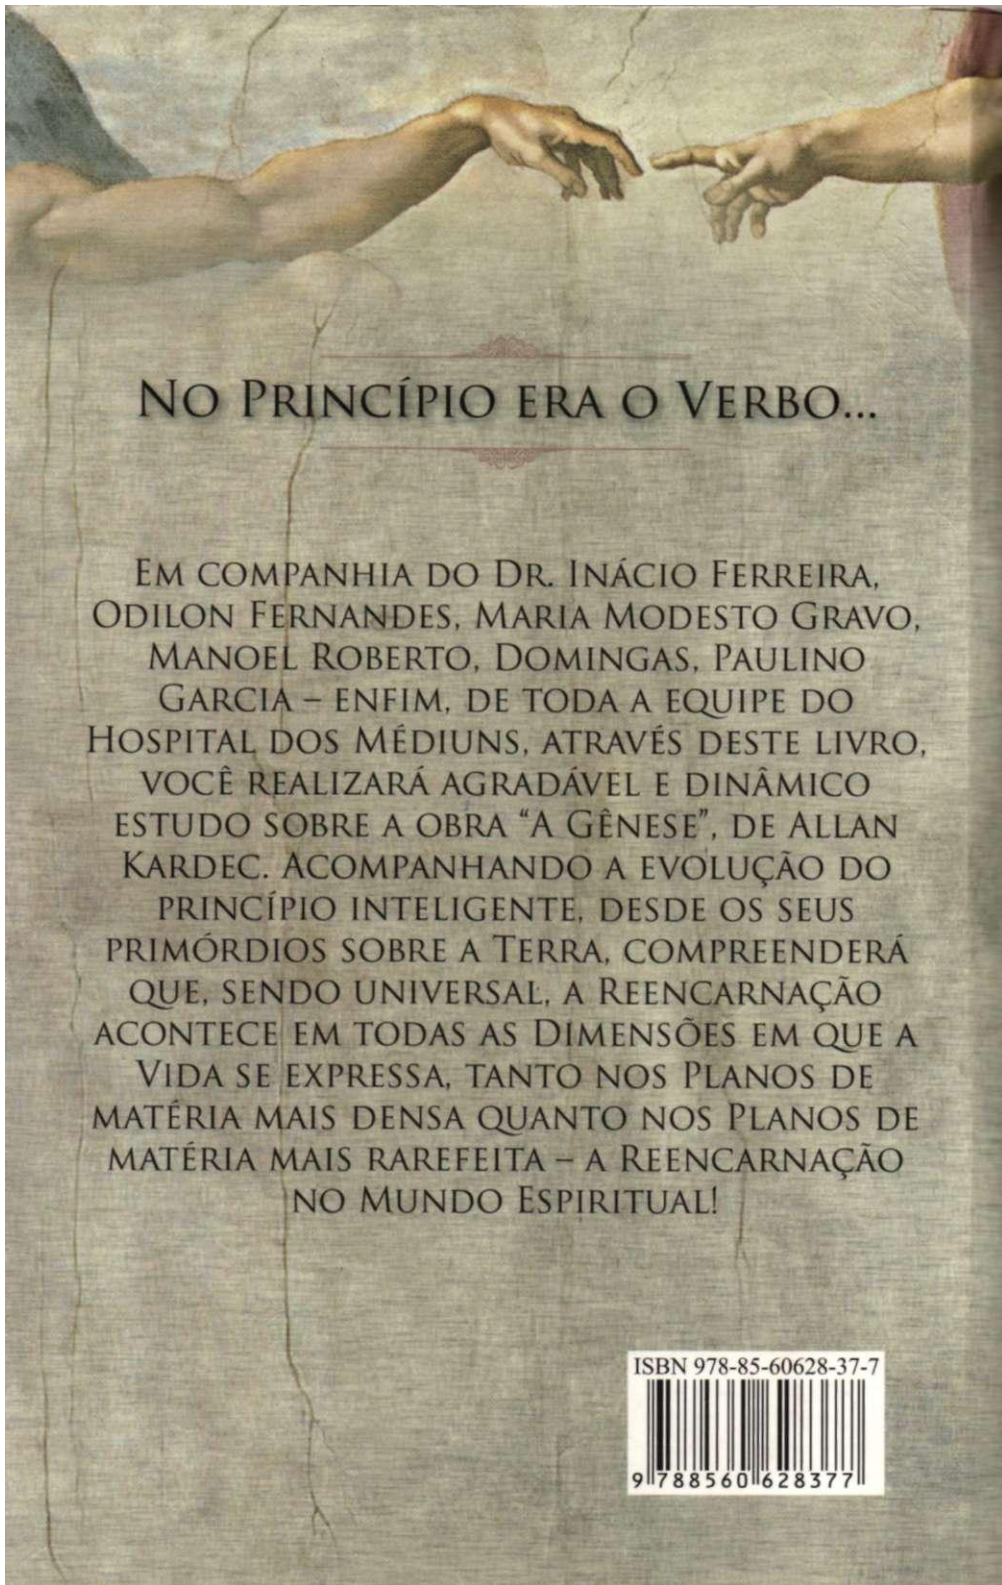 No Princípio era o Verbo...
Em companhia do Dr. Inácio Ferreira,
Odilon Fernandes, Maria Modesto Gravo,
Manoel Roberto, Domingas, Paulino
Garcia – enfim, de toda a equipe do
Hospital dos Médiuns, através deste livro,
você realizará agradável e dinâmico
estudo sobre a obra “A Gênese”, de Allan
Kardec. Acompanhando a evolução do
princípio inteligente, desde os seus
primórdios sobre a Terra, compreenderá
que, sendo universal, a Reencarnação
acontece em todas as Dimensões em que a
Vida se expressa, tanto nos Planos de
matéria mais densa quanto nos Planos de
matéria mais rarefeita – a Reencarnação
no Mundo Espiritual!
ISBN 978-85-60628-37-7
9 788560 628377